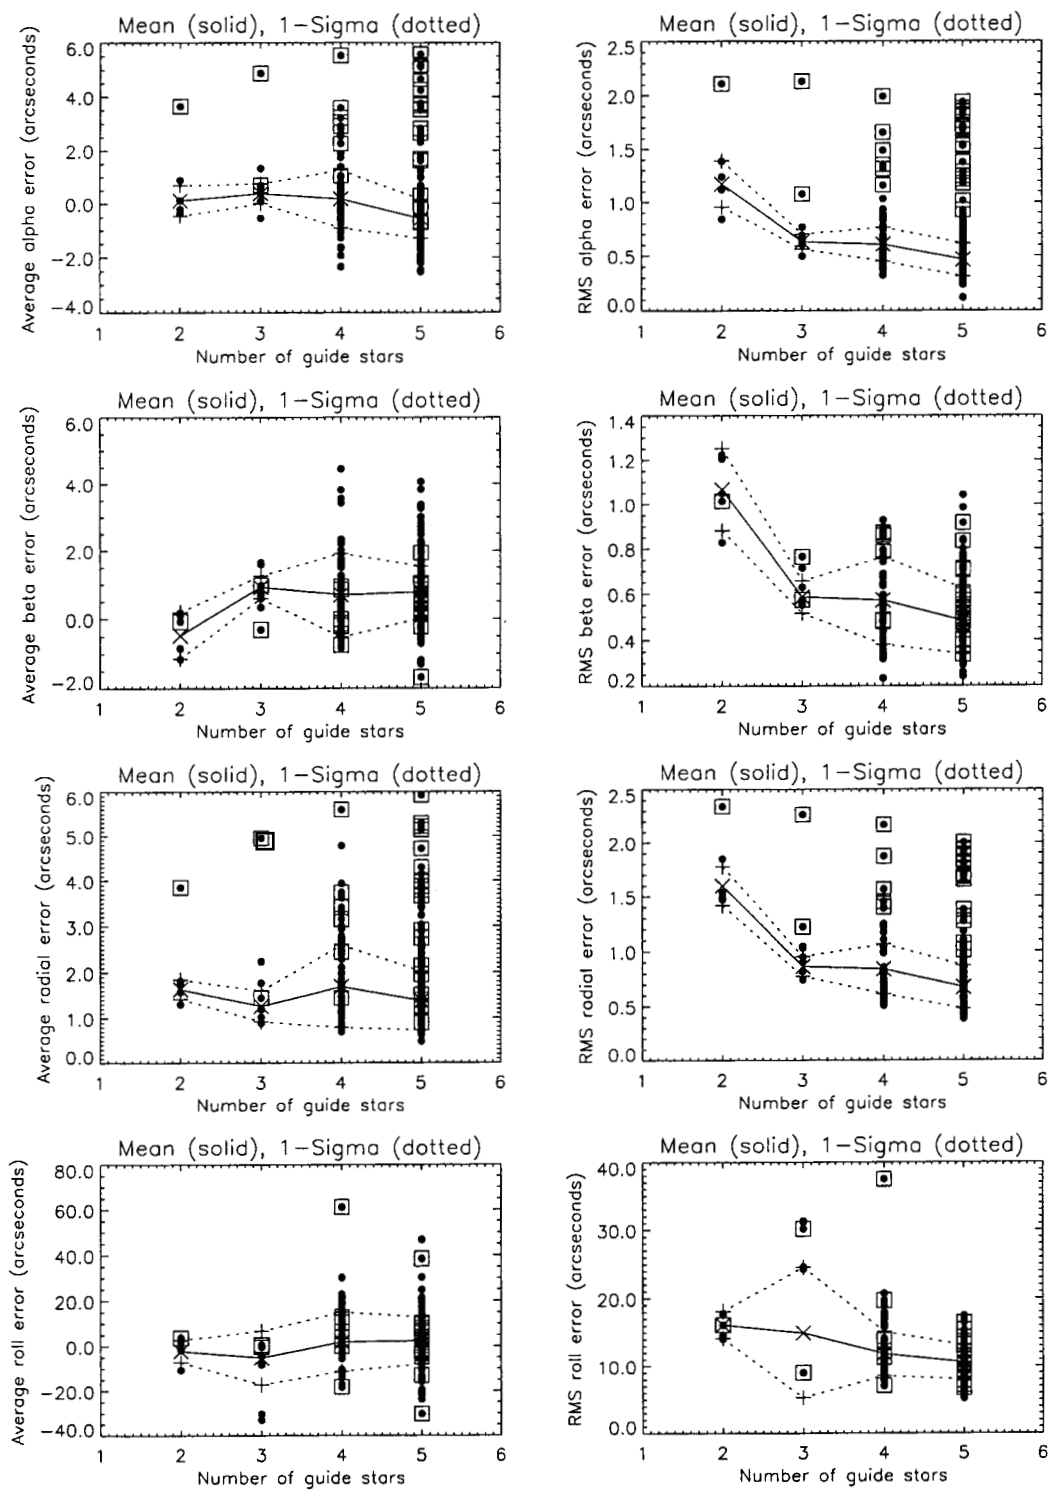 Mean (solid), 1-Sigma (dotted)
Average alpha error (arcseconds)
6.0
4.0
2.0
0.0
-2.0
-4.0
1 2 3 4 5 6
Number of guide stars
Mean (solid), 1-Sigma (dotted)
RMS alpha error (arcseconds)
2.5
2.0
1.5
1.0
0.5
0.0
1 2 3 4 5 6
Number of guide stars
Mean (solid), 1-Sigma (dotted)
Average beta error (arcseconds)
6.0
4.0
2.0
0.0
-2.0
1 2 3 4 5 6
Number of guide stars
Mean (solid), 1-Sigma (dotted)
RMS beta error (arcseconds)
1.4
1.2
1.0
0.8
0.6
0.4
0.2
1 2 3 4 5 6
Number of guide stars
Mean (solid), 1-Sigma (dotted)
Average radial error (arcseconds)
6.0
5.0
4.0
3.0
2.0
1.0
0.0
1 2 3 4 5 6
Number of guide stars
Mean (solid), 1-Sigma (dotted)
RMS radial error (arcseconds)
2.5
2.0
1.5
1.0
0.5
0.0
1 2 3 4 5 6
Number of guide stars
Mean (solid), 1-Sigma (dotted)
Average roll error (arcseconds)
80.0
60.0
40.0
20.0
0.0
-20.0
-40.0
1 2 3 4 5 6
Number of guide stars
Mean (solid), 1-Sigma (dotted)
RMS roll error (arcseconds)
40.0
30.0
20.0
10.0
0.0
1 2 3 4 5 6
Number of guide stars